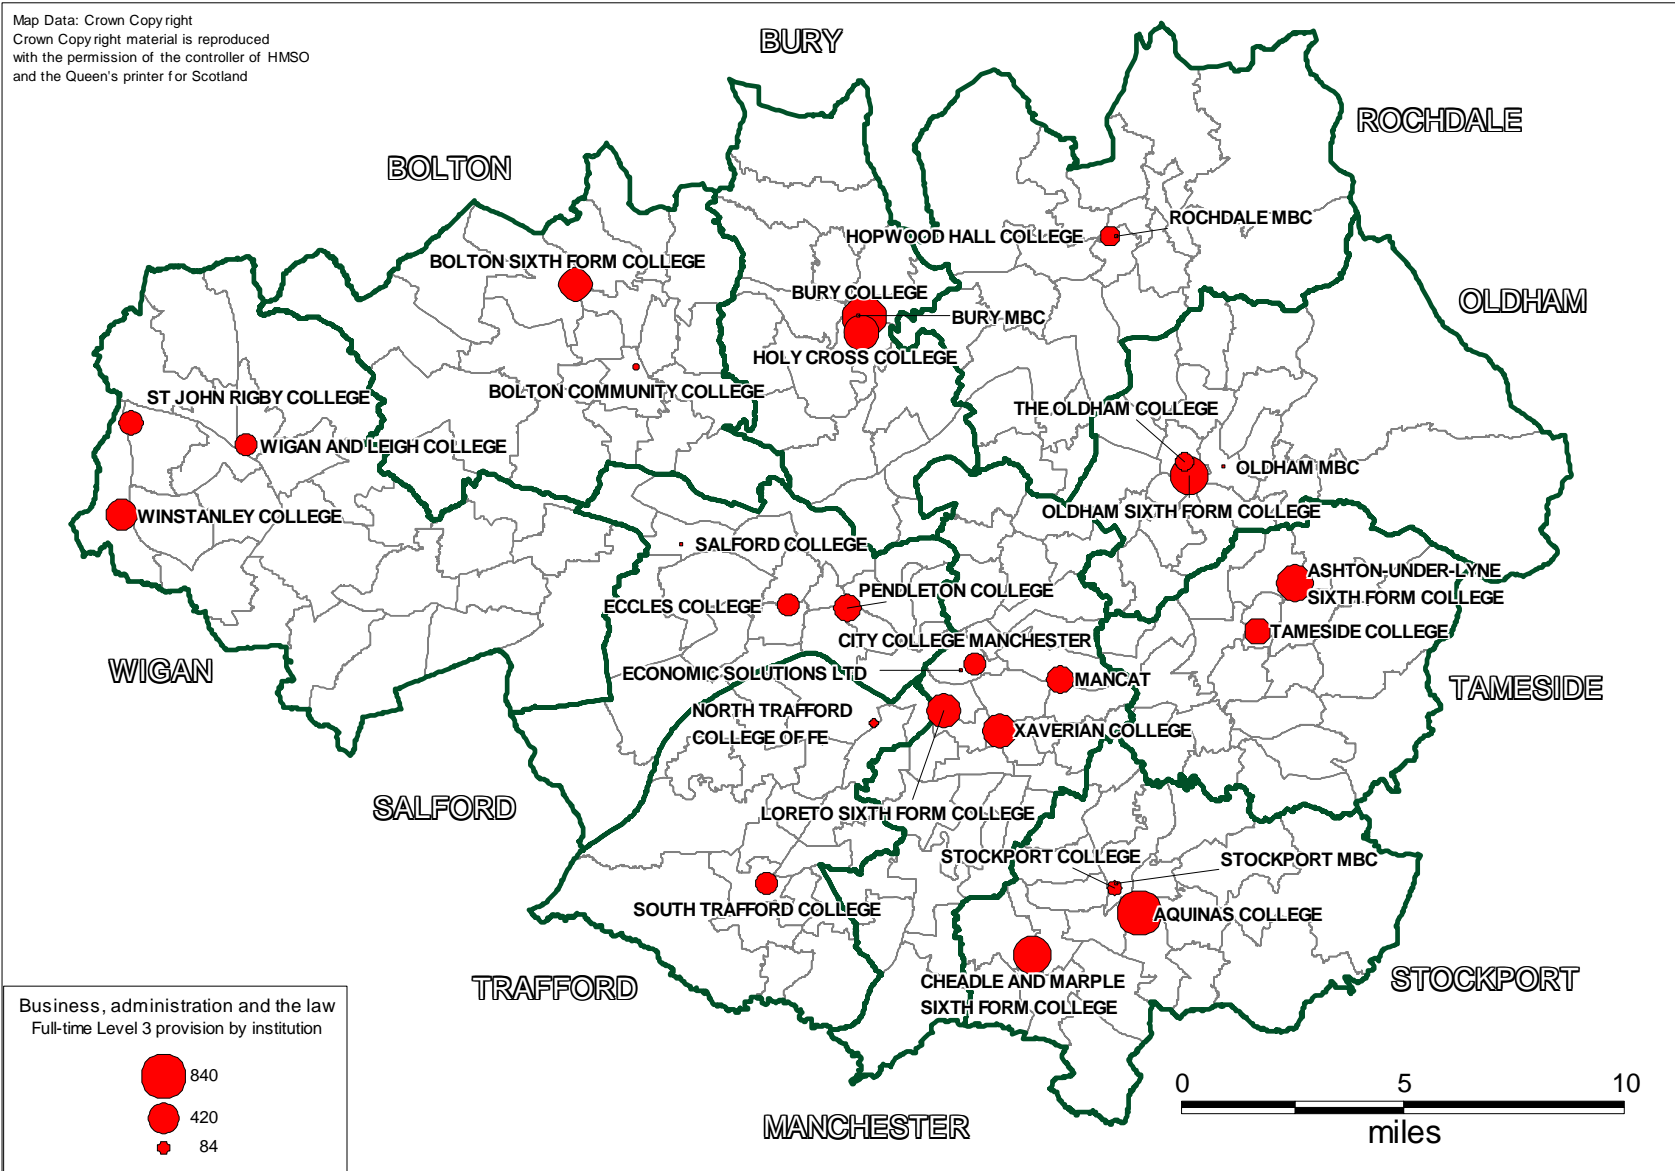 Map Data: Crown Copyright
Crown Copyright material is reproduced
with the permission of the controller of HMSO
and the Queen's printer for Scotland
BURY
ROCHDALE
BOLTON
ROCHDALE MBC
HOPWOOD HALL COLLEGE
BOLTON SIXTH FORM COLLEGE
BURY COLLEGE
OLDHAM
BURY MBC
HOLY CROSS COLLEGE
BOLTON COMMUNITY COLLEGE
ST JOHN RIGBY COLLEGE
THE OLDHAM COLLEGE
WIGAN AND LEIGH COLLEGE
OLDHAM MBC
WINSTANLEY COLLEGE
OLDHAM SIXTH FORM COLLEGE
SALFORD COLLEGE
ASHTON-UNDER-LYNE
SIXTH FORM COLLEGE
PENDLETON COLLEGE
ECCLES COLLEGE
TAMESIDE COLLEGE
CITY COLLEGE MANCHESTER
WIGAN
ECONOMIC SOLUTIONS LTD
MANCAT
TAMESIDE
NORTH TRAFFORD
COLLEGE OF FE
XAVERIAN COLLEGE
SALFORD
LORETO SIXTH FORM COLLEGE
STOCKPORT COLLEGE
STOCKPORT MBC
SOUTH TRAFFORD COLLEGE
AQUINAS COLLEGE
TRAFFORD
CHEADLE AND MARPLE
SIXTH FORM COLLEGE
STOCKPORT
Business, administration and the law
Full-time Level 3 provision by institution
840
420
84
0 5 10
miles
MANCHESTER